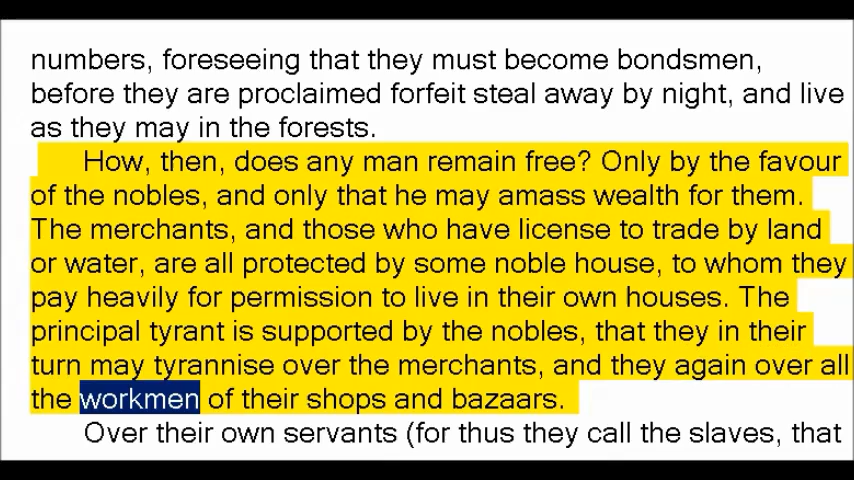 numbers, foreseeing that they must become bondsmen,
before they are proclaimed forfeit steal away by night, and live
as they may in the forests.
How, then, does any man remain free? Only by the favour
of the nobles, and only that he may amass wealth for them.
The merchants, and those who have license to trade by land
or water, are all protected by some noble house, to whom they
pay heavily for permission to live in their own houses. The
principal tyrant is supported by the nobles, that they in their
turn may tyrannise over the merchants, and they again over all
the workmen of their shops and bazaars.
Over their own servants (for thus they call the slaves, that